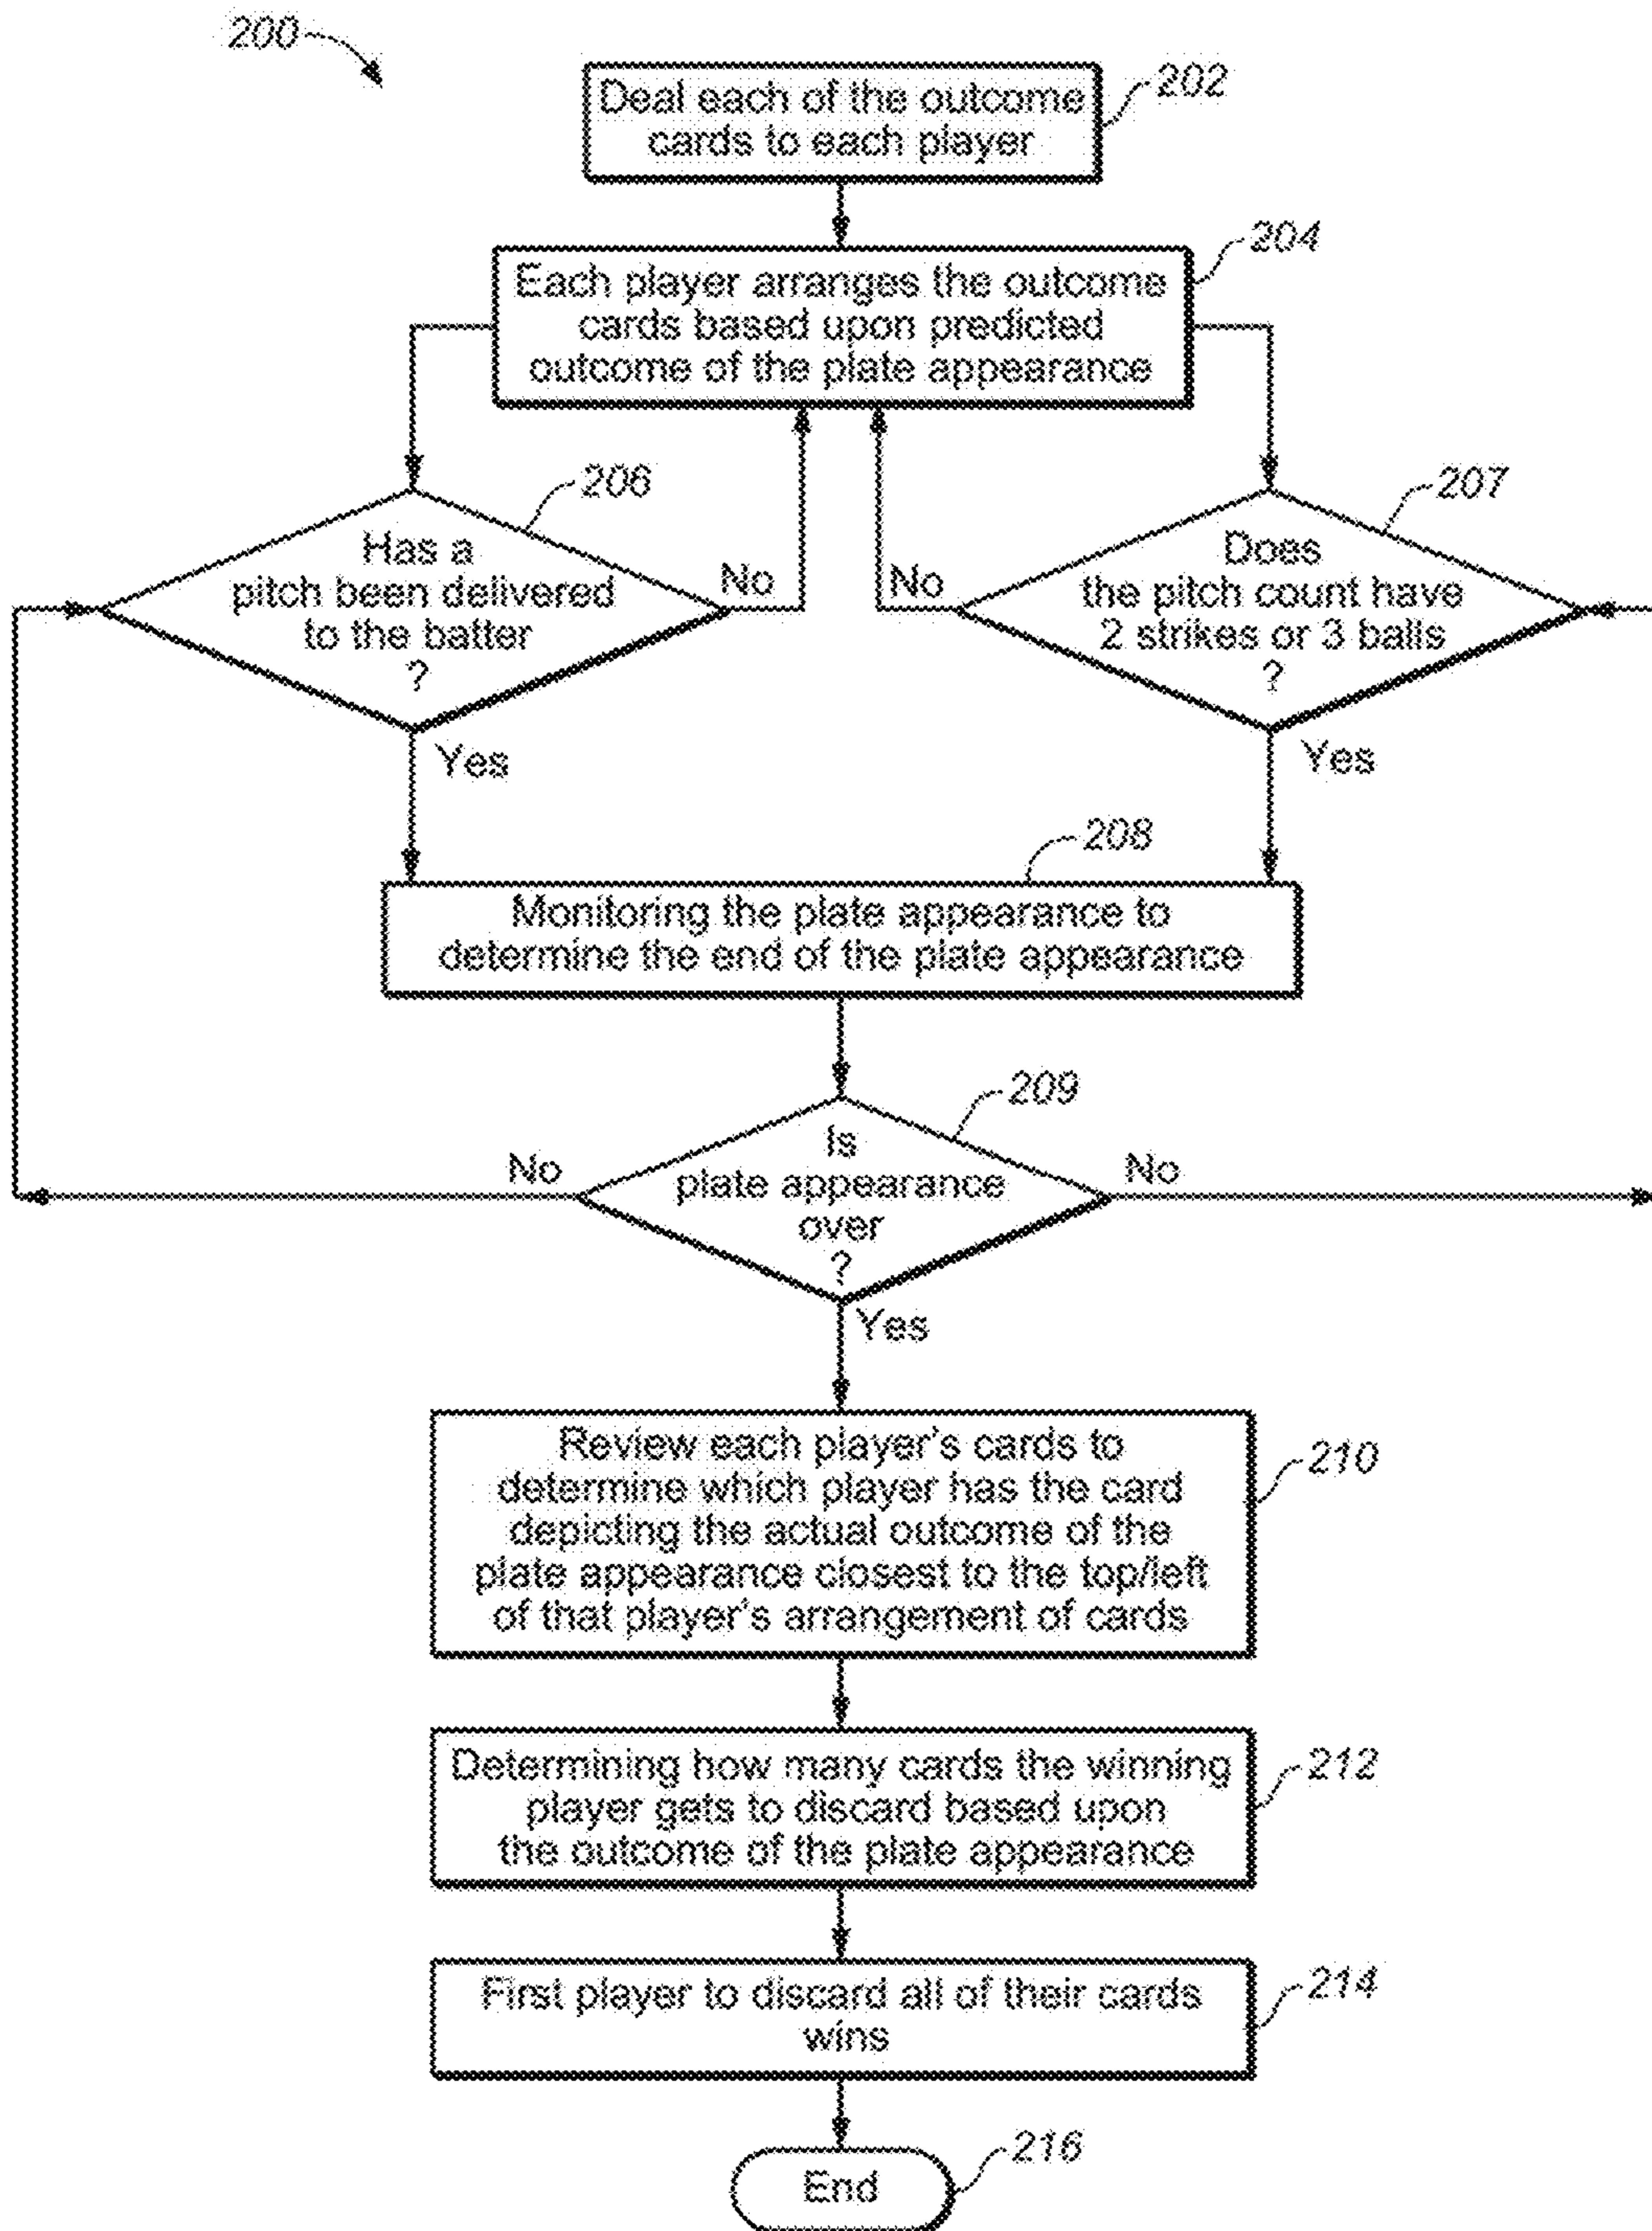 200
Deal each of the outcome
cards to each player
202
Each player arranges the outcome
cards based upon predicted
outcome of the plate appearance
204
Has a
pitch been delivered
to the batter
?
206
No
Yes
Does
the pitch count have
2 strikes or 3 balls
?
207
No
Yes
208
Monitoring the plate appearance to
determine the end of the plate appearance
209
Is
plate appearance
over
?
No
No
Yes
Review each player's cards to
determine which player has the card
depicting the actual outcome of the
plate appearance closest to the top/left
of that player's arrangement of cards
210
Determining how many cards the winning
player gets to discard based upon
the outcome of the plate appearance
212
First player to discard all of their cards
wins
214
End
216